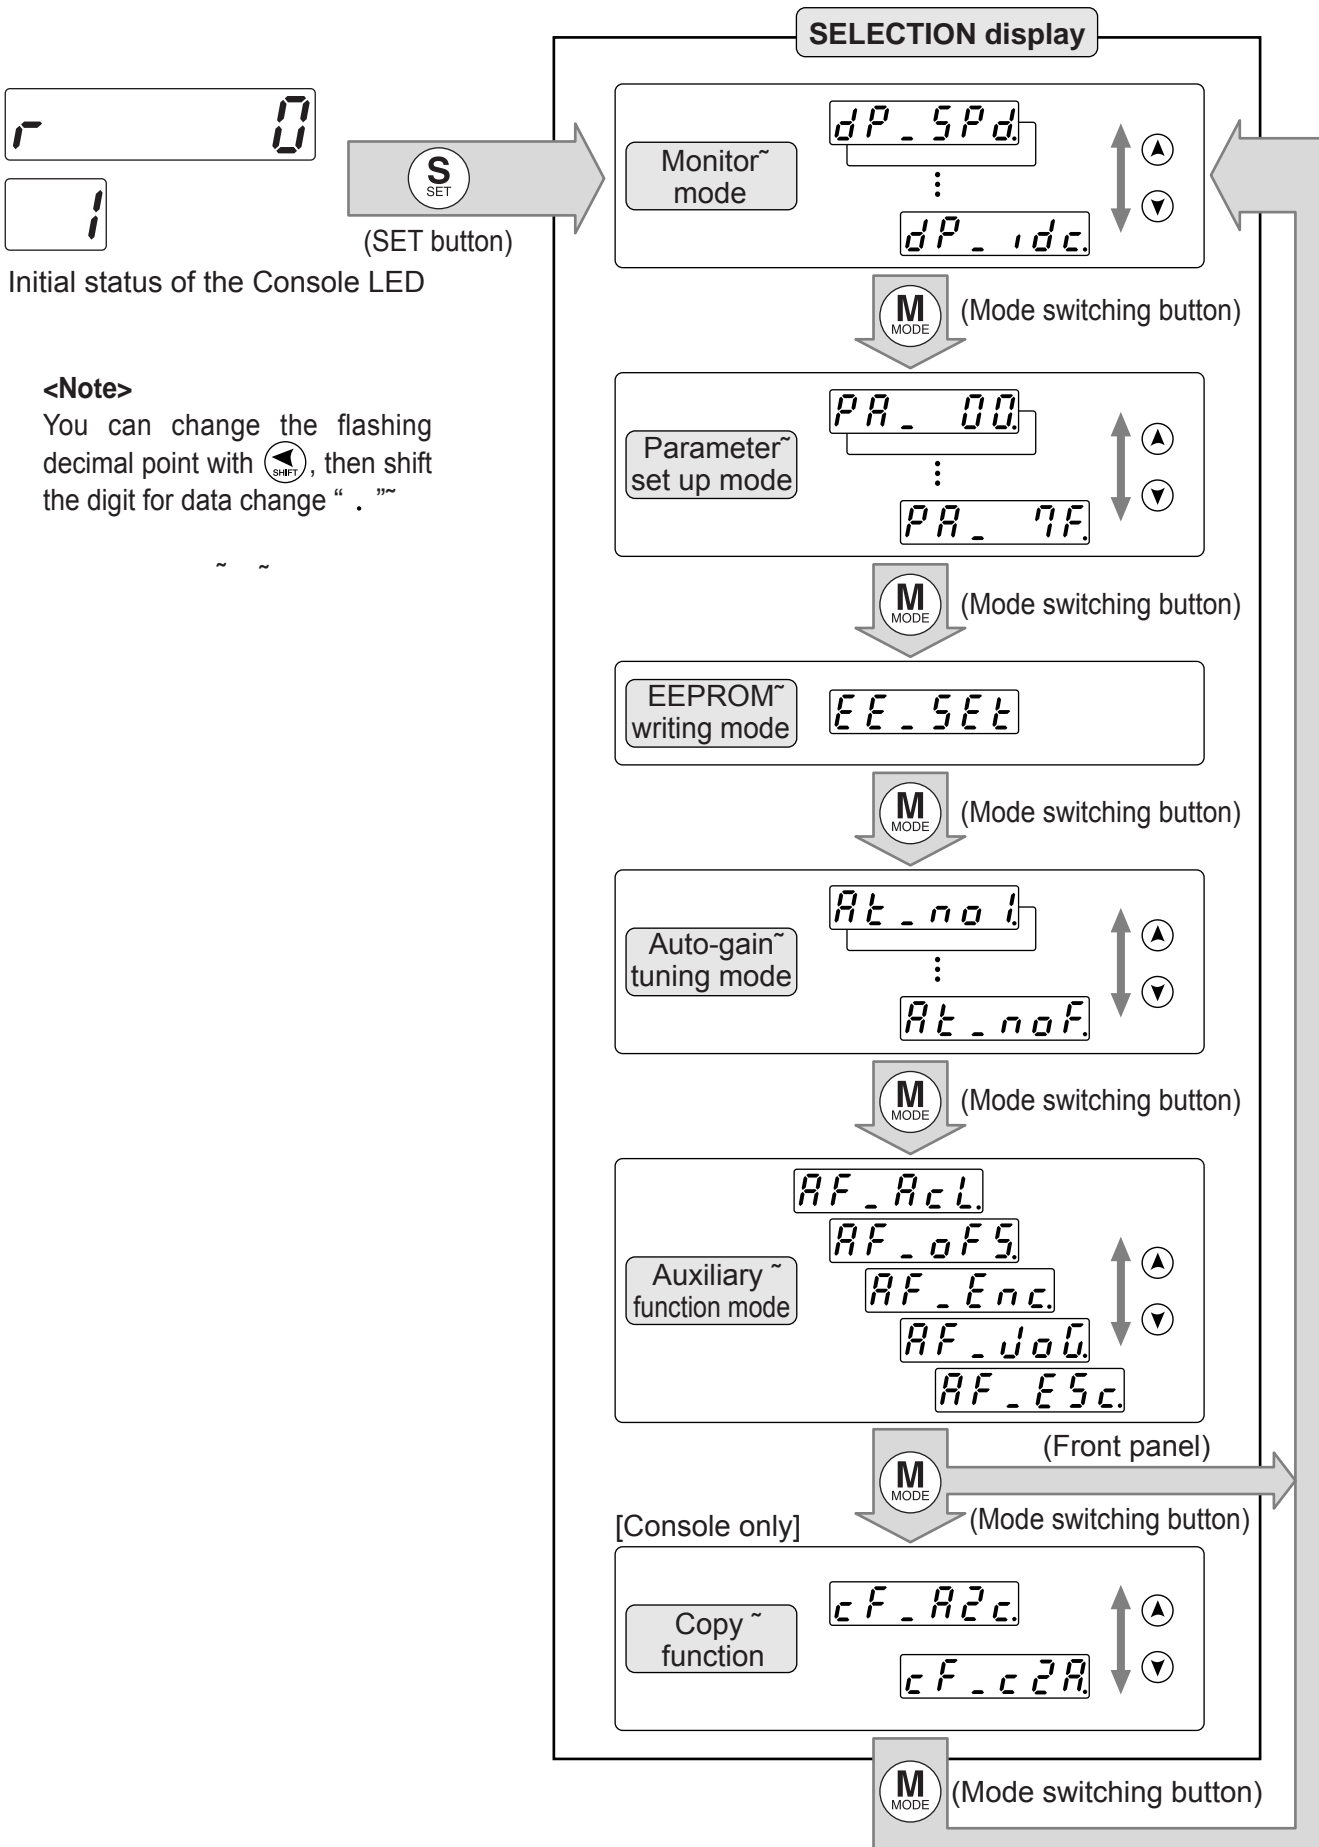 SELECTION display
r 0
1
Initial status of the Console LED
S
SET
(SET button)
<Note>
You can change the flashing
decimal point with SHIFT, then shift
the digit for data change “ . ”˜
˜ ˜
Monitor˜
mode
dP_SPd.
dP_idc.
M
MODE
(Mode switching button)
Parameter˜
set up mode
PA_ 00.
PA_ 7F.
M
MODE
(Mode switching button)
EEPROM˜
writing mode
EE_SEt
M
MODE
(Mode switching button)
Auto-gain˜
tuning mode
At_no1.
At_noF.
M
MODE
(Mode switching button)
Auxiliary ˜
function mode
AF_AcL.
AF_oFS.
AF_Enc.
AF_JoG.
AF_ESc.
M
MODE
(Front panel)
(Mode switching button)
[Console only]
Copy ˜
function
cF_A2c.
cF_c2A.
M
MODE
(Mode switching button)